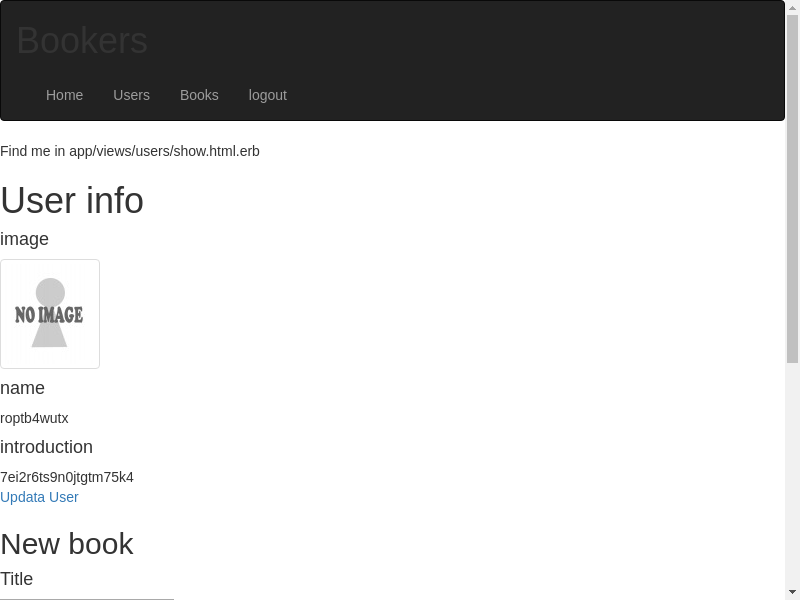 Bookers
Home Users Books logout
Find me in app/views/users/show.html.erb
User info
image
NO IMAGE
name
roptb4wutx
introduction
7ei2r6ts9n0jtgtm75k4
Updata User
New book
Title